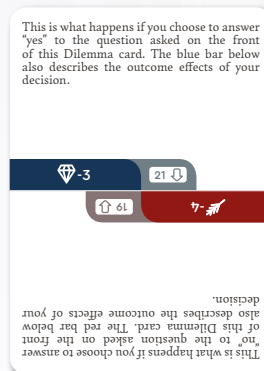 This is what happens if you choose to answer
"yes" to the question asked on the front
of this Dilemma card. The blue bar below
also describes the outcome effects of your
decision.
-3 21
19 -4
This is what happens if you choose to answer
"no" to the question asked on the front
of this Dilemma card. The red bar below
also describes the outcome effects of your
decision.